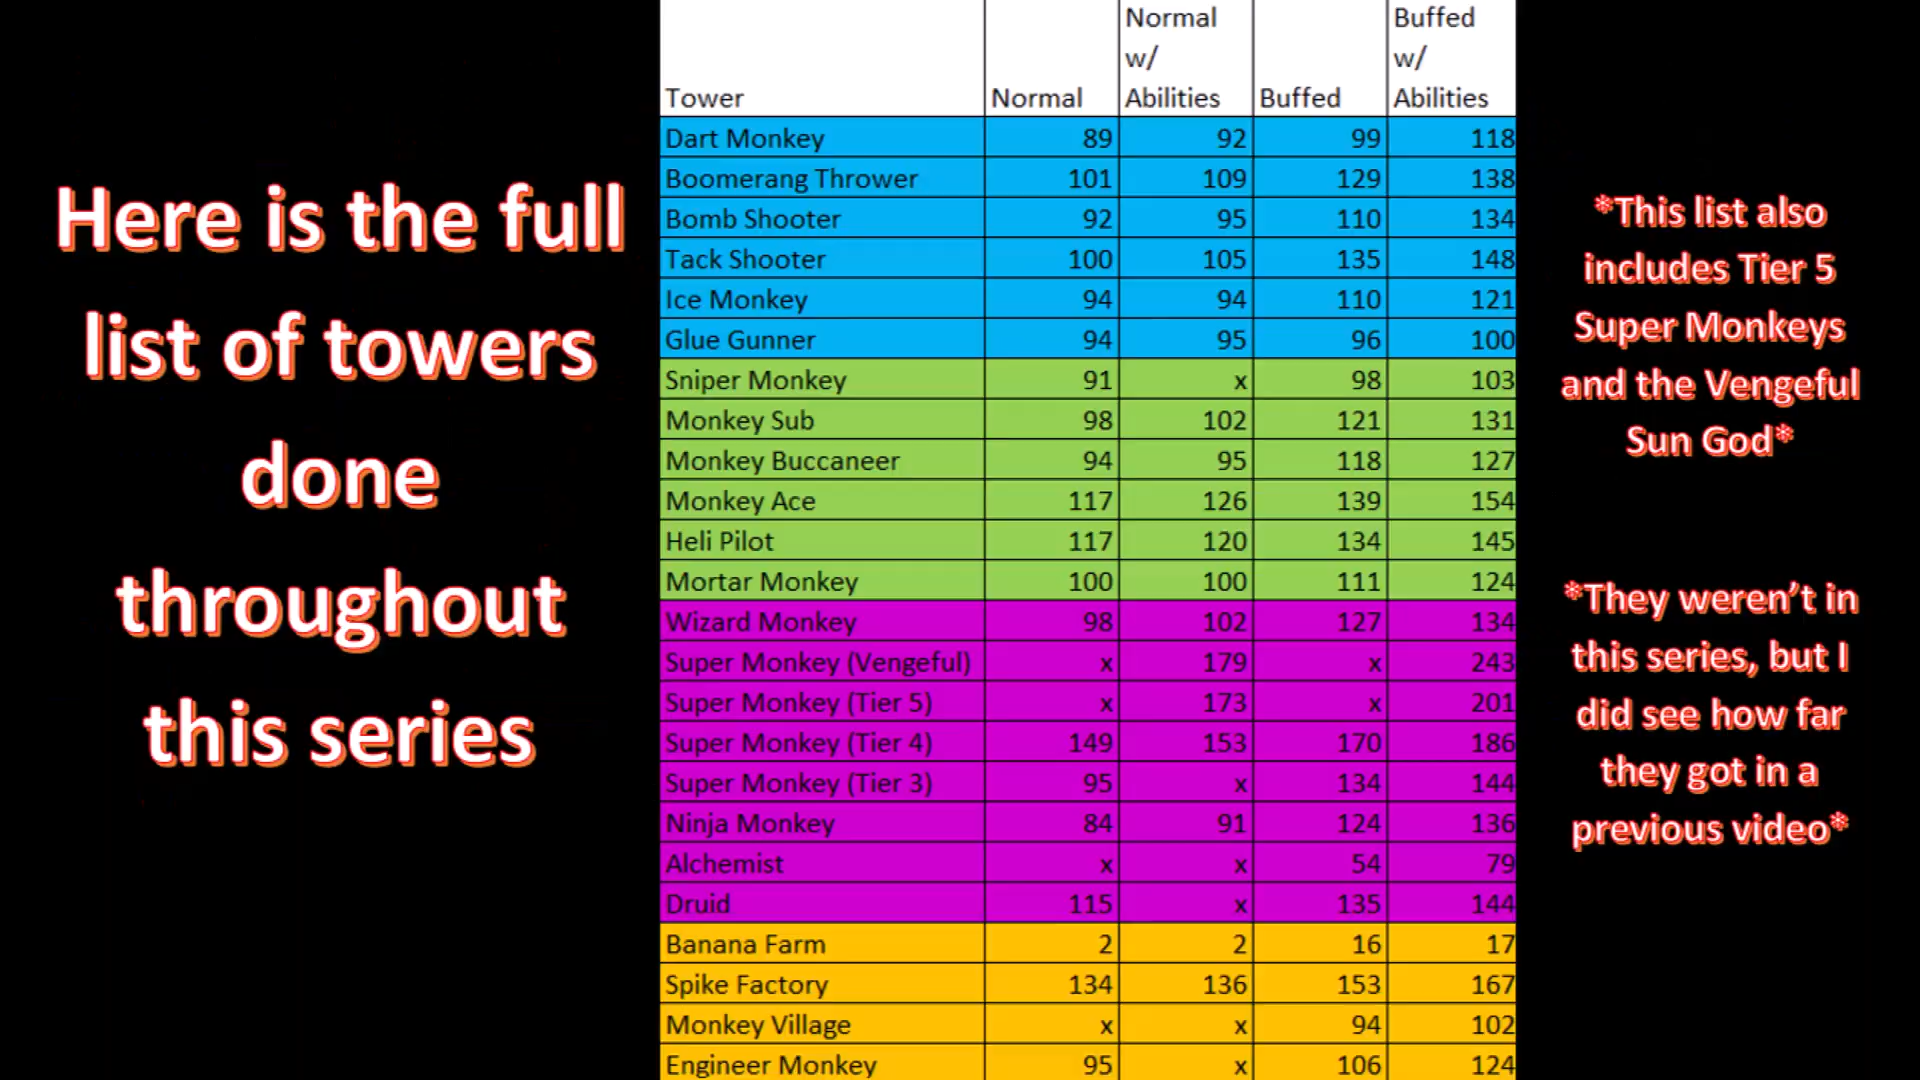 Here is the full
list of towers
done
throughout
this series
Tower Normal Normal w/ Abilities Buffed Buffed w/ Abilities
Dart Monkey 89 92 99 118
Boomerang Thrower 101 109 129 138
Bomb Shooter 92 95 110 134
Tack Shooter 100 105 135 148
Ice Monkey 94 94 110 121
Glue Gunner 94 95 96 100
Sniper Monkey 91 x 98 103
Monkey Sub 98 102 121 131
Monkey Buccaneer 94 95 118 127
Monkey Ace 117 126 139 154
Heli Pilot 117 120 134 145
Mortar Monkey 100 100 111 124
Wizard Monkey 98 102 127 134
Super Monkey (Vengeful) x 179 x 243
Super Monkey (Tier 5) x 173 x 201
Super Monkey (Tier 4) 149 153 170 186
Super Monkey (Tier 3) 95 x 134 144
Ninja Monkey 84 91 124 136
Alchemist x x 54 79
Druid 115 x 135 144
Banana Farm 2 2 16 17
Spike Factory 134 136 153 167
Monkey Village x x 94 102
Engineer Monkey 95 x 106 124
*This list also
includes Tier 5
Super Monkeys
and the Vengeful
Sun God*
*They weren’t in
this series, but I
did see how far
they got in a
previous video*